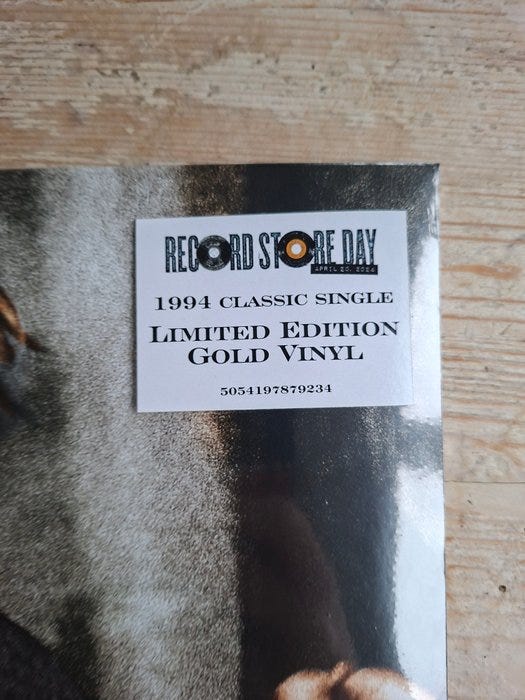 RECORD STORE DAY
APRIL 20, 2024
1994 CLASSIC SINGLE
LIMITED EDITION
GOLD VINYL
5054197879234